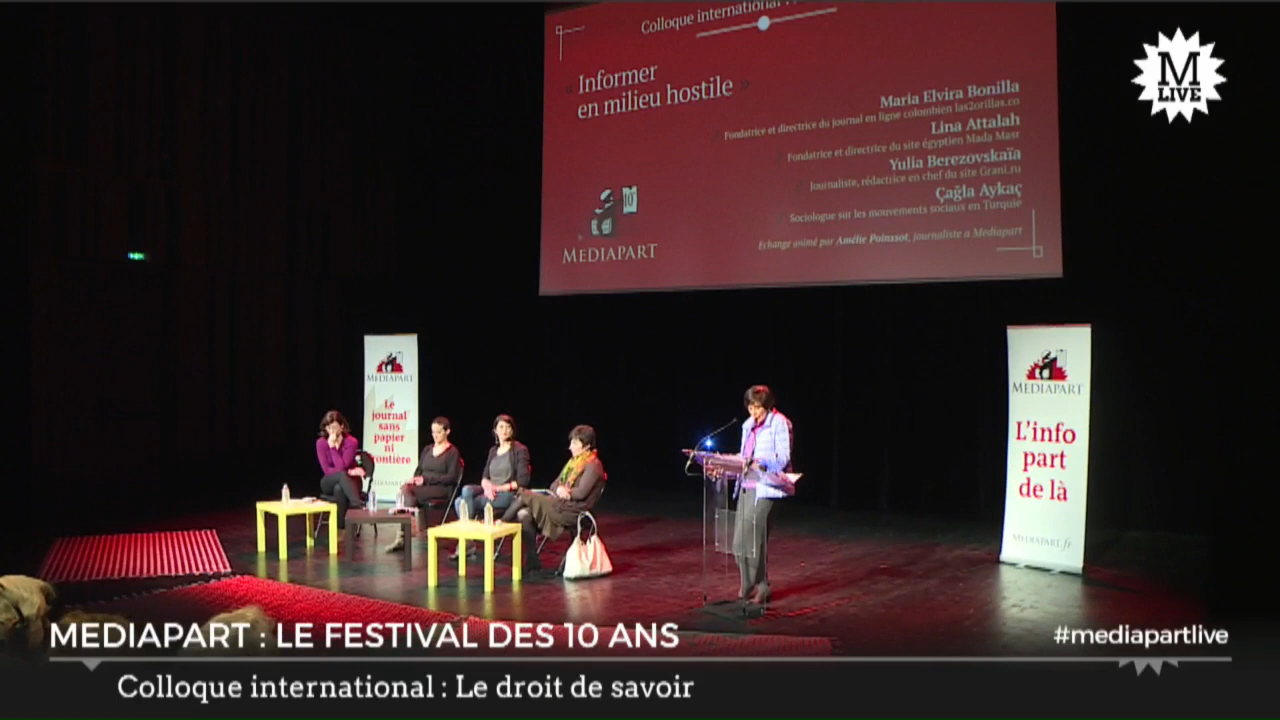 Colloque international
M
LIVE
« Informer
en milieu hostile »
Maria Elvira Bonilla
Fondatrice et directrice du journal en ligne colombien las2orillas.co
Lina Attalah
Fondatrice et directrice du site égyptien Mada Masr
Yulia Berezovskaïa
Journaliste, rédactrice en chef du site Grani.ru
Çağla Aykaç
Sociologue sur les mouvements sociaux en Turquie
Echange animé par Amélie Poinssot, journaliste a Mediapart
10
MEDIAPART
MEDIAPART
Le
journal
sans
papier
ni
frontière
MEDIAPART
L'info
part
de là
MEDIAPART.fr
MEDIAPART : LE FESTIVAL DES 10 ANS
#mediapartlive
Colloque international : Le droit de savoir